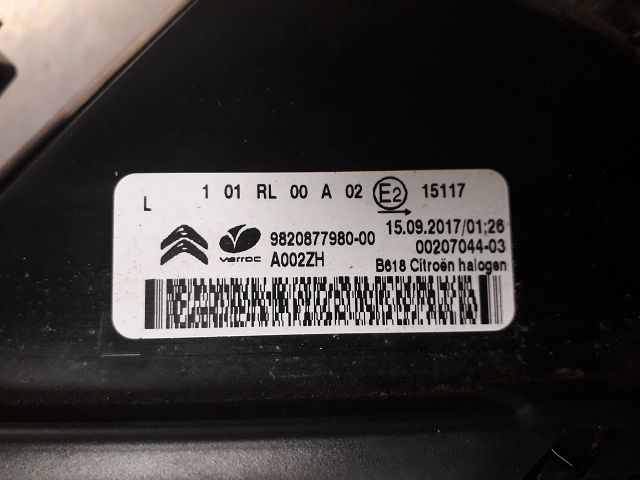 L 1 01 RL 00 A 02 E2 15117
9820877980-00 15.09.2017/01:26
varroc A002ZH 00207044-03
B618 Citroën halogen